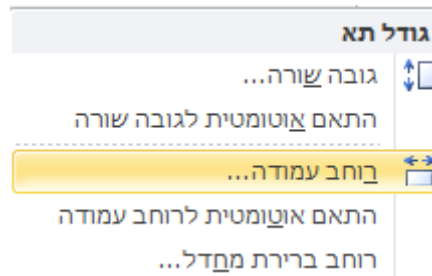 גודל תא
גובה שורה...
התאם אוטומטית לגובה שורה
רוחב עמודה...
התאם אוטומטית לרוחב עמודה
רוחב ברירת מחדל...